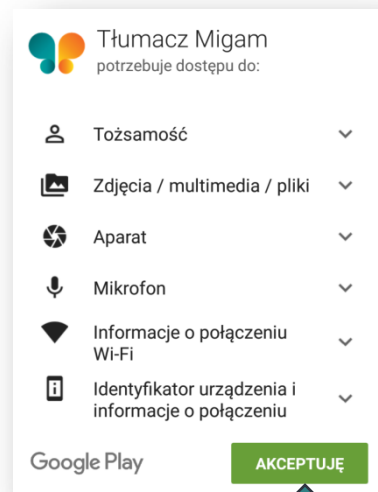 Tłumacz Migam
potrzebuje dostępu do:
Tożsamość
Zdjęcia / multimedia / pliki
Aparat
Mikrofon
Informacje o połączeniu
Wi-Fi
Identyfikator urządzenia i
informacje o połączeniu
Google Play
AKCEPTUJĘ